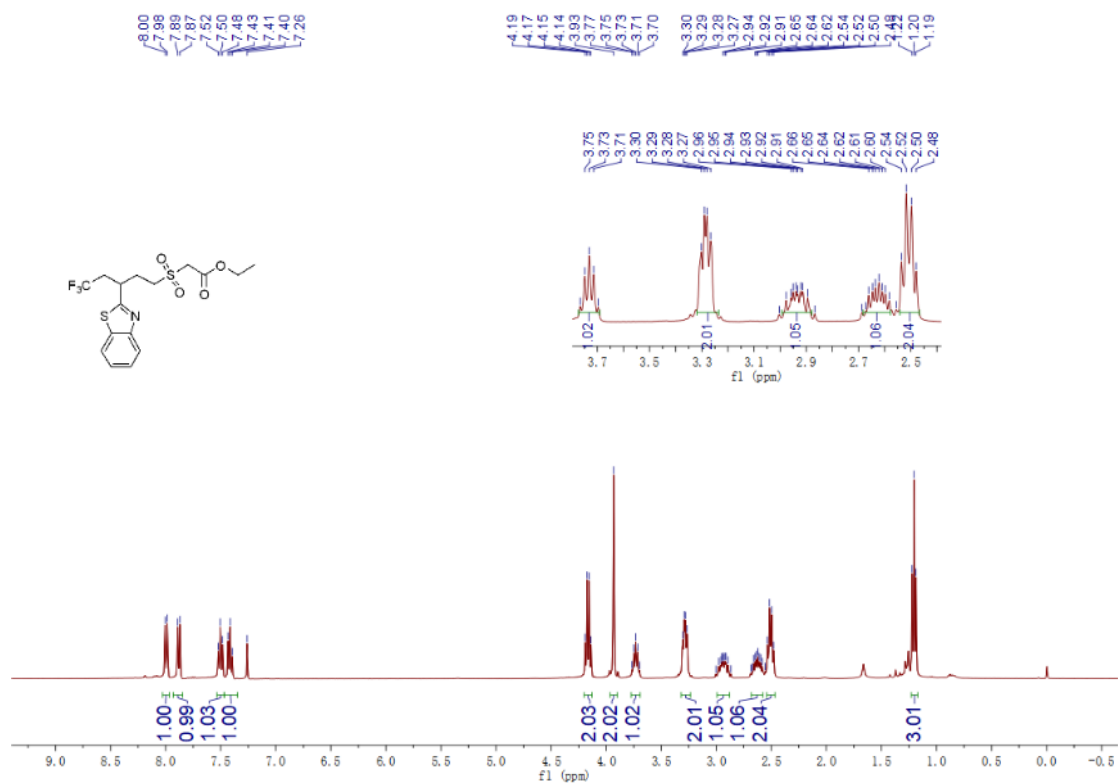 8.00 7.98 7.89 7.87 7.52 7.50 7.48 7.43 7.41 7.40 7.26
4.19 4.17 4.15 4.14 3.93 3.77 3.75 3.73 3.71 3.70
3.30 3.29 3.28 3.27 2.94 2.92 2.91 2.65 2.64 2.62 2.54 2.52 2.50 1.20 1.19
3.75 3.73 3.71 3.30 3.29 3.28 3.27 2.96 2.95 2.94 2.93 2.92 2.91 2.66 2.65 2.64 2.62 2.61 2.60 2.54 2.52 2.50 2.48
1.02 2.01 1.05 1.06 2.04
3.7 3.5 3.3 3.1 2.9 2.7 2.5
f1 (ppm)
F3C
O
S
O
O
O
S
N
1.00 0.99 1.03 1.00 2.03 2.02 1.02 2.01 1.05 1.06 2.04 3.01
9.0 8.5 8.0 7.5 7.0 6.5 6.0 5.5 5.0 4.5 4.0 3.5 3.0 2.5 2.0 1.5 1.0 0.5 0.0 -0.5
f1 (ppm)